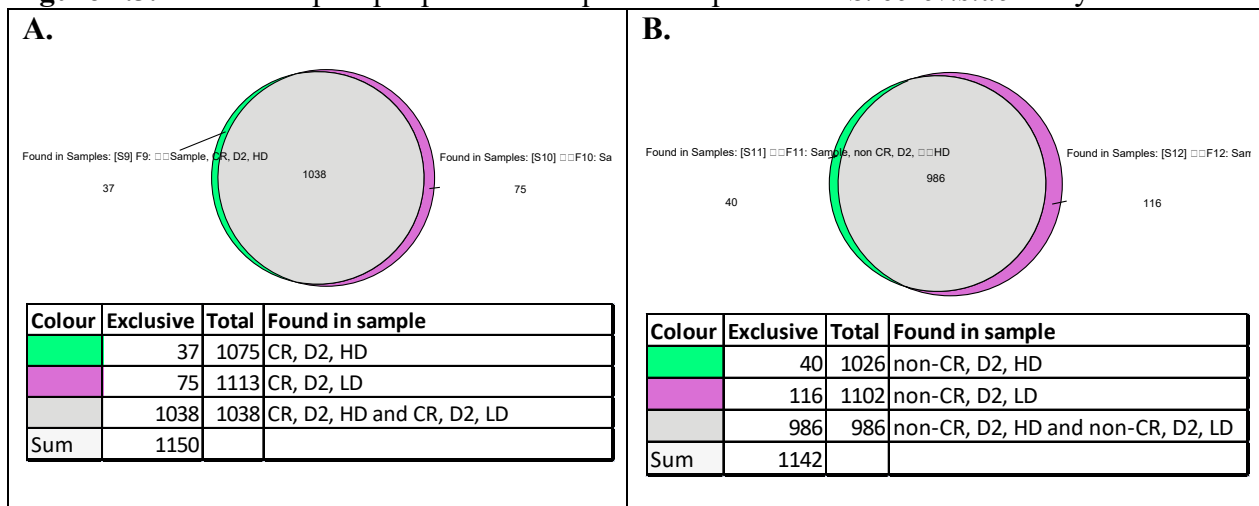 A.
Found in Samples: [S9] F9: □□Sample, CR, D2, HD
37
1038
Found in Samples: [S10] □□F10: Sa
75
Colour Exclusive Total Found in sample
37 1075 CR, D2, HD
75 1113 CR, D2, LD
1038 1038 CR, D2, HD and CR, D2, LD
Sum 1150
B.
Found in Samples: [S11] □□F11: Sample, non CR, D2, □□HD
40
986
Found in Samples: [S12] □□F12: Sam
116
Colour Exclusive Total Found in sample
40 1026 non-CR, D2, HD
116 1102 non-CR, D2, LD
986 986 non-CR, D2, HD and non-CR, D2, LD
Sum 1142